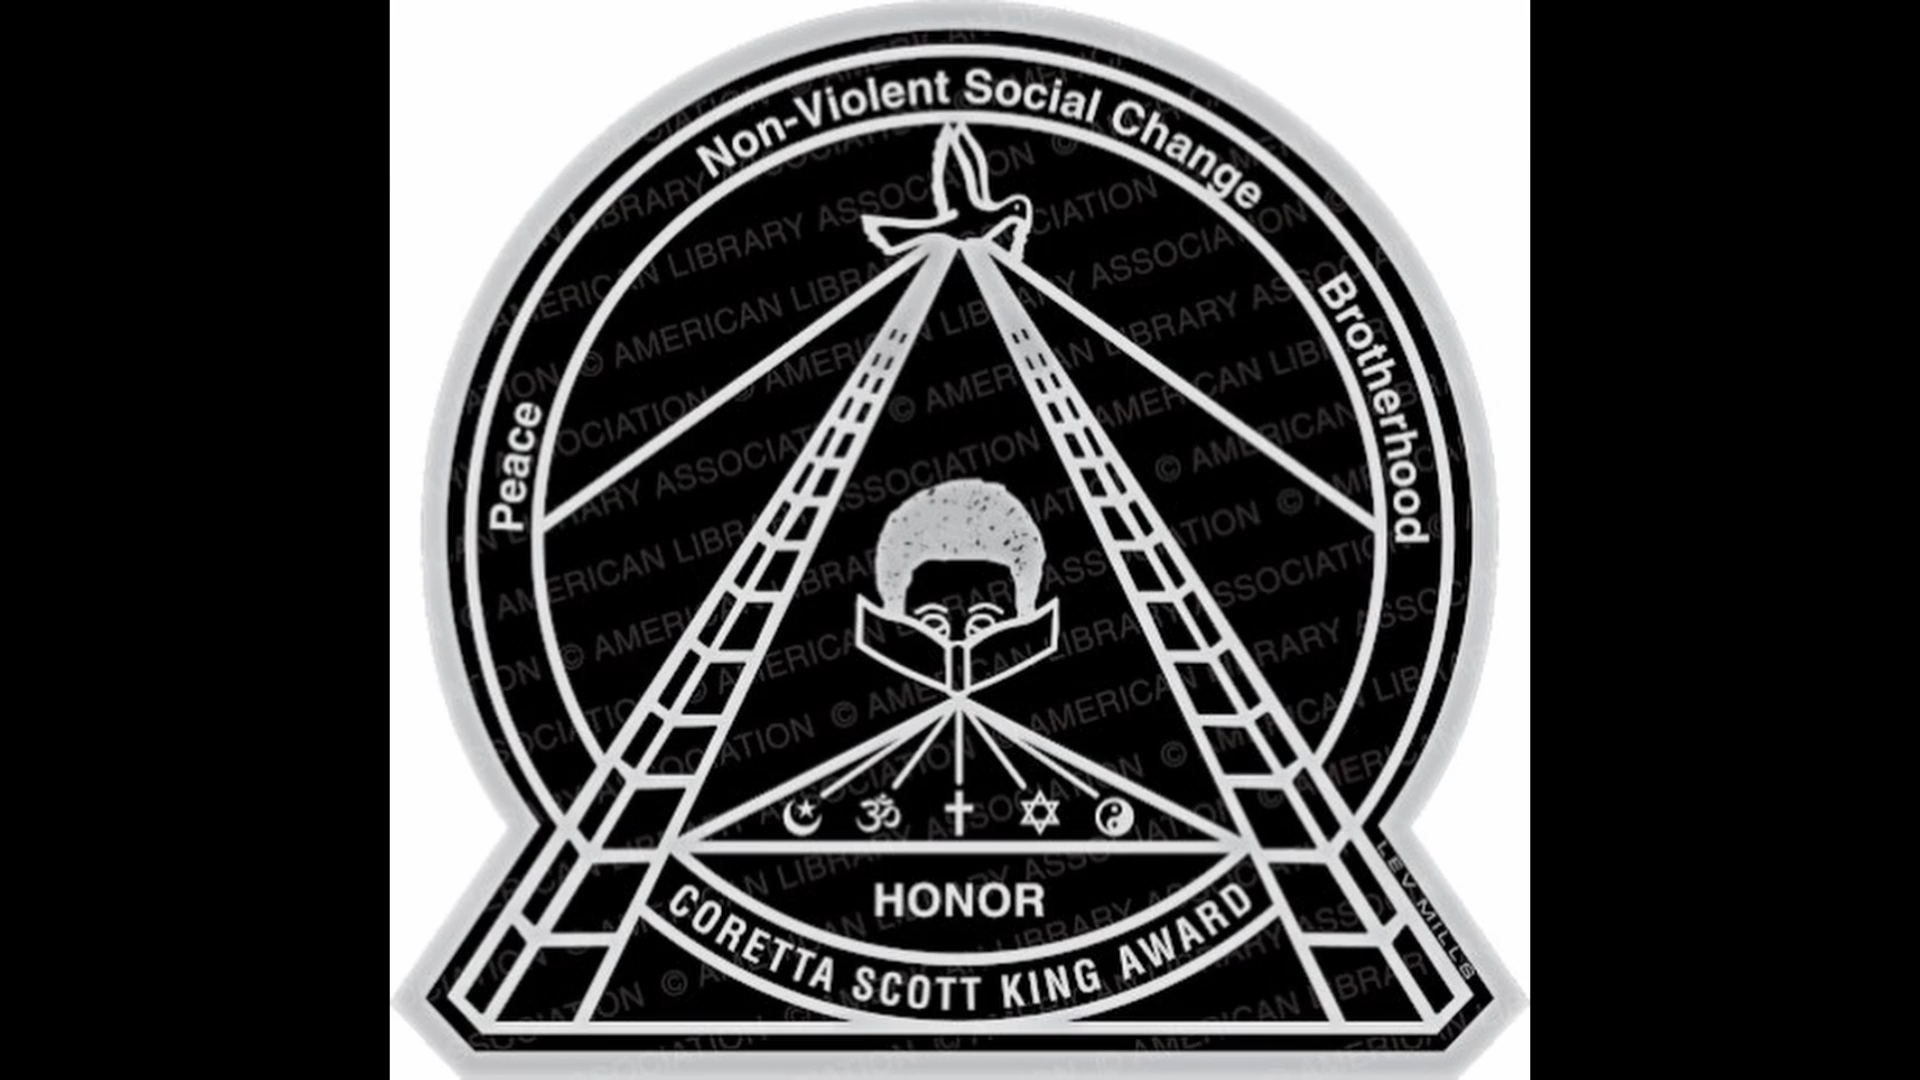 Peace
Non-Violent Social Change
Brotherhood
HONOR
CORETTA SCOTT KING AWARD
LEV MILLS
© AMERICAN LIBRARY ASSOCIATION